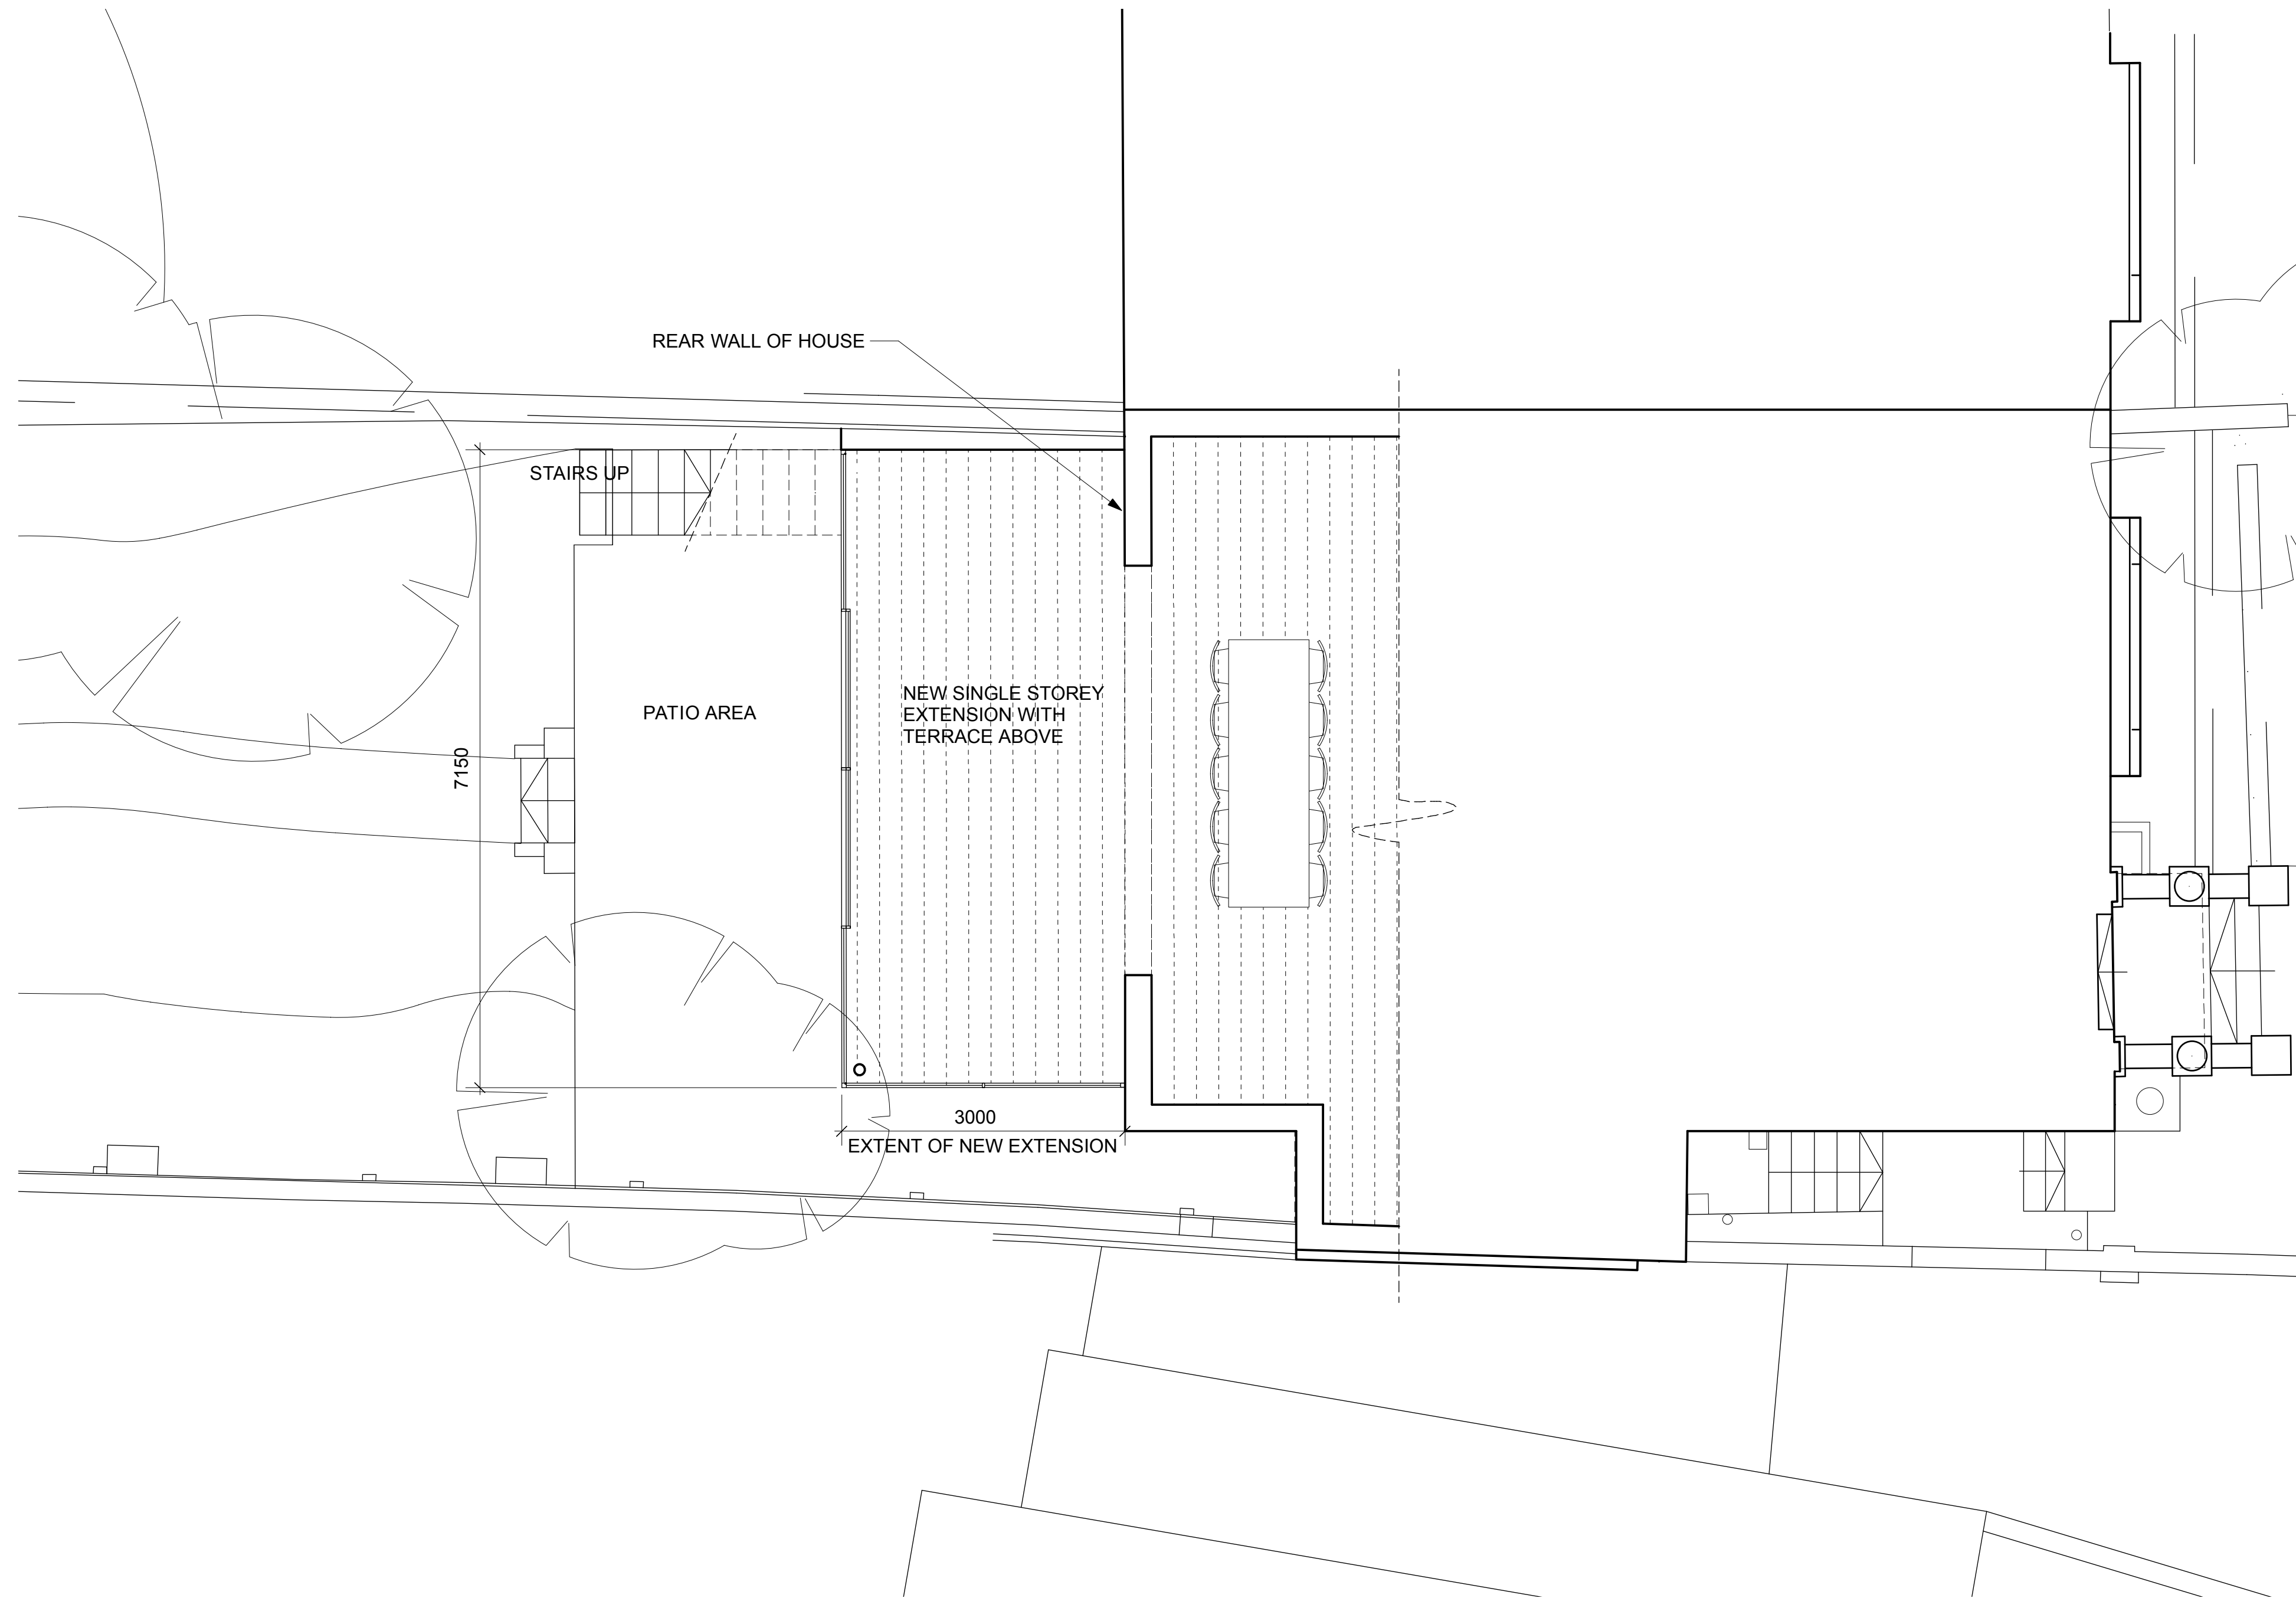 REAR WALL OF HOUSE
STAIRS UP
NEW SINGLE STOREY
EXTENSION WITH
TERRACE ABOVE
PATIO AREA
7150
3000
EXTENT OF NEW EXTENSION